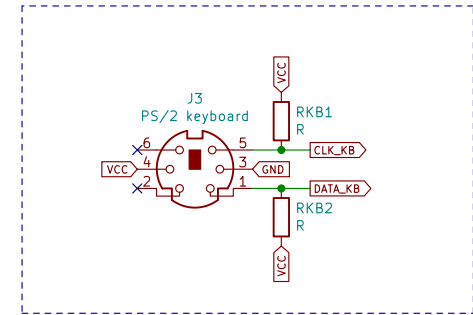 VCC
J3
PS/2 keyboard
RKB1
R
6
5
CLK_KB
VCC
4
3
GND
2
1
DATA_KB
RKB2
R
VCC